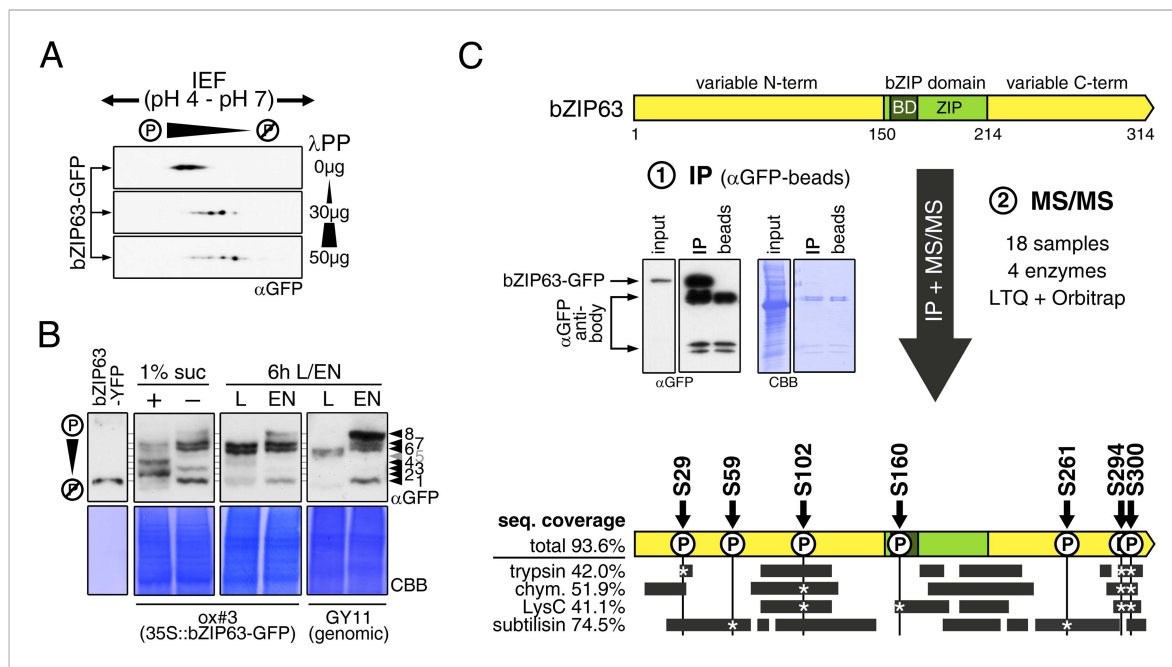 A
IEF
(pH 4 - pH 7)
P
P
λPP
0μg
30μg
50μg
bZIP63-GFP
αGFP
B
bZIP63
-YFP
1% suc
6h L/EN
+
–
L
EN
L
EN
P
P
8
7
6
5
4
3
2
1
αGFP
CBB
ox#3
(35S::bZIP63-GFP)
GY11
(genomic)
C
variable N-term
bZIP domain
variable C-term
bZIP63
BD
ZIP
1
150
214
314
1 IP (αGFP-beads)
input
IP
beads
input
IP
beads
bZIP63-GFP
αGFP
anti-
body
αGFP
CBB
IP + MS/MS
2 MS/MS
18 samples
4 enzymes
LTQ + Orbitrap
S29
S59
S102
S160
S261
S294
S300
seq. coverage
total 93.6%
P
P
P
P
P
P
trypsin 42.0%
* * *
chym. 51.9%
* * *
LysC 41.1%
* * * *
subtilisin 74.5%
* *